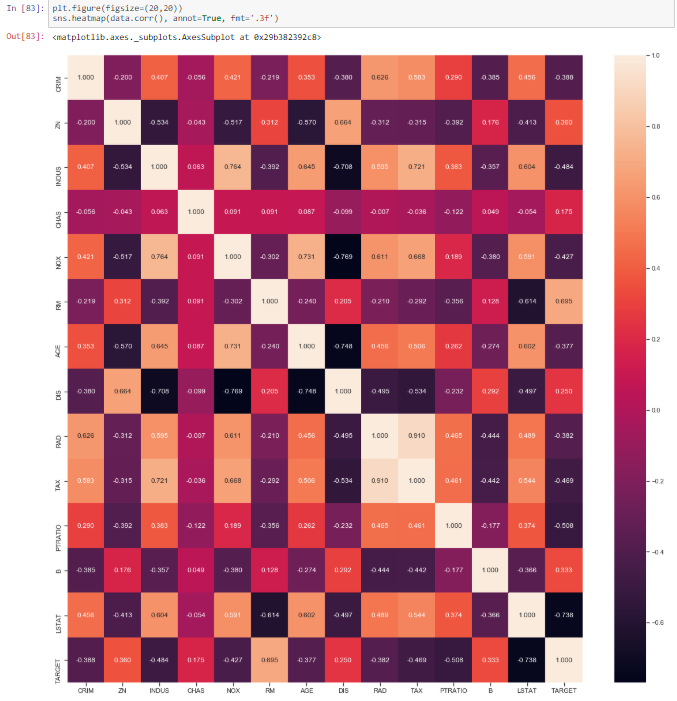 In [83]: plt.figure(figsize=(20,20))
sns.heatmap(data.corr(), annot=True, fmt='.3f')
Out[83]: <matplotlib.axes._subplots.AxesSubplot at 0x29b382392c8>
CRIM 1.000 -0.200 0.407 -0.056 0.421 -0.219 0.353 -0.380 0.626 0.583 0.290 -0.385 0.456 -0.388
ZN -0.200 1.000 -0.534 -0.043 -0.517 0.312 -0.570 0.664 -0.312 -0.315 -0.392 0.176 -0.413 0.360
INDUS 0.407 -0.534 1.000 0.063 0.764 -0.392 0.645 -0.708 0.595 0.721 0.383 -0.357 0.604 -0.484
CHAS -0.056 -0.043 0.063 1.000 0.091 0.091 0.087 -0.099 -0.007 -0.036 -0.122 0.049 -0.054 0.175
NOX 0.421 -0.517 0.764 0.091 1.000 -0.302 0.731 -0.769 0.611 0.668 0.189 -0.380 0.591 -0.427
RM -0.219 0.312 -0.392 0.091 -0.302 1.000 -0.240 0.205 -0.210 -0.292 -0.356 0.128 -0.614 0.695
AGE 0.353 -0.570 0.645 0.087 0.731 -0.240 1.000 -0.748 0.456 0.506 0.262 -0.274 0.602 -0.377
DIS -0.380 0.664 -0.708 -0.099 -0.769 0.205 -0.748 1.000 -0.495 -0.534 -0.232 0.292 -0.497 0.250
RAD 0.626 -0.312 0.595 -0.007 0.611 -0.210 0.456 -0.495 1.000 0.910 0.465 -0.444 0.489 -0.382
TAX 0.583 -0.315 0.721 -0.036 0.668 -0.292 0.506 -0.534 0.910 1.000 0.461 -0.442 0.544 -0.469
PTRATIO 0.290 -0.392 0.383 -0.122 0.189 -0.356 0.262 -0.232 0.465 0.461 1.000 -0.177 0.374 -0.508
B -0.385 0.176 -0.357 0.049 -0.380 0.128 -0.274 0.292 -0.444 -0.442 -0.177 1.000 -0.366 0.333
LSTAT 0.456 -0.413 0.604 -0.054 0.591 -0.614 0.602 -0.497 0.489 0.544 0.374 -0.366 1.000 -0.738
TARGET -0.388 0.360 -0.484 0.175 -0.427 0.695 -0.377 0.250 -0.382 -0.469 -0.508 0.333 -0.738 1.000
CRIM ZN INDUS CHAS NOX RM AGE DIS RAD TAX PTRATIO B LSTAT TARGET
1.0
0.8
0.6
0.4
0.2
0.0
-0.2
-0.4
-0.6